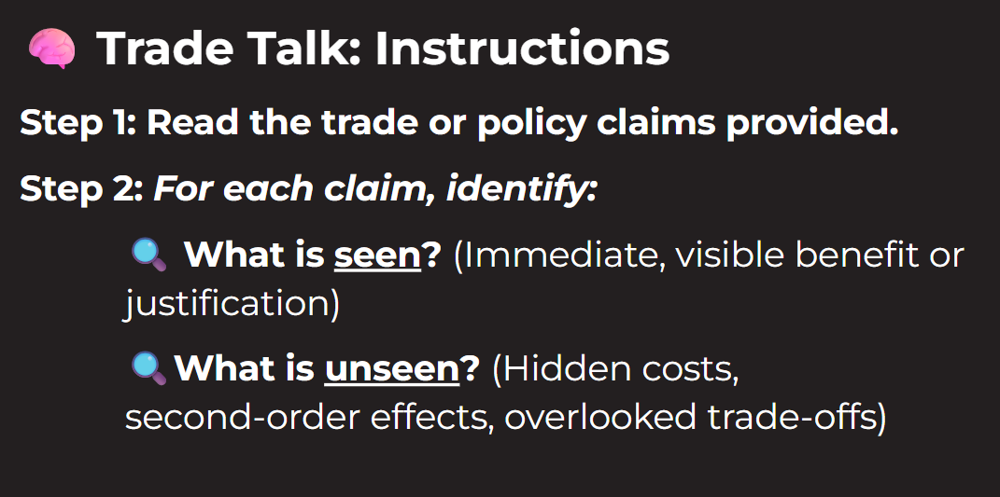 Trade Talk: Instructions
Step 1: Read the trade or policy claims provided.
Step 2: For each claim, identify:
What is seen? (Immediate, visible benefit or
justification)
What is unseen? (Hidden costs,
second-order effects, overlooked trade-offs)